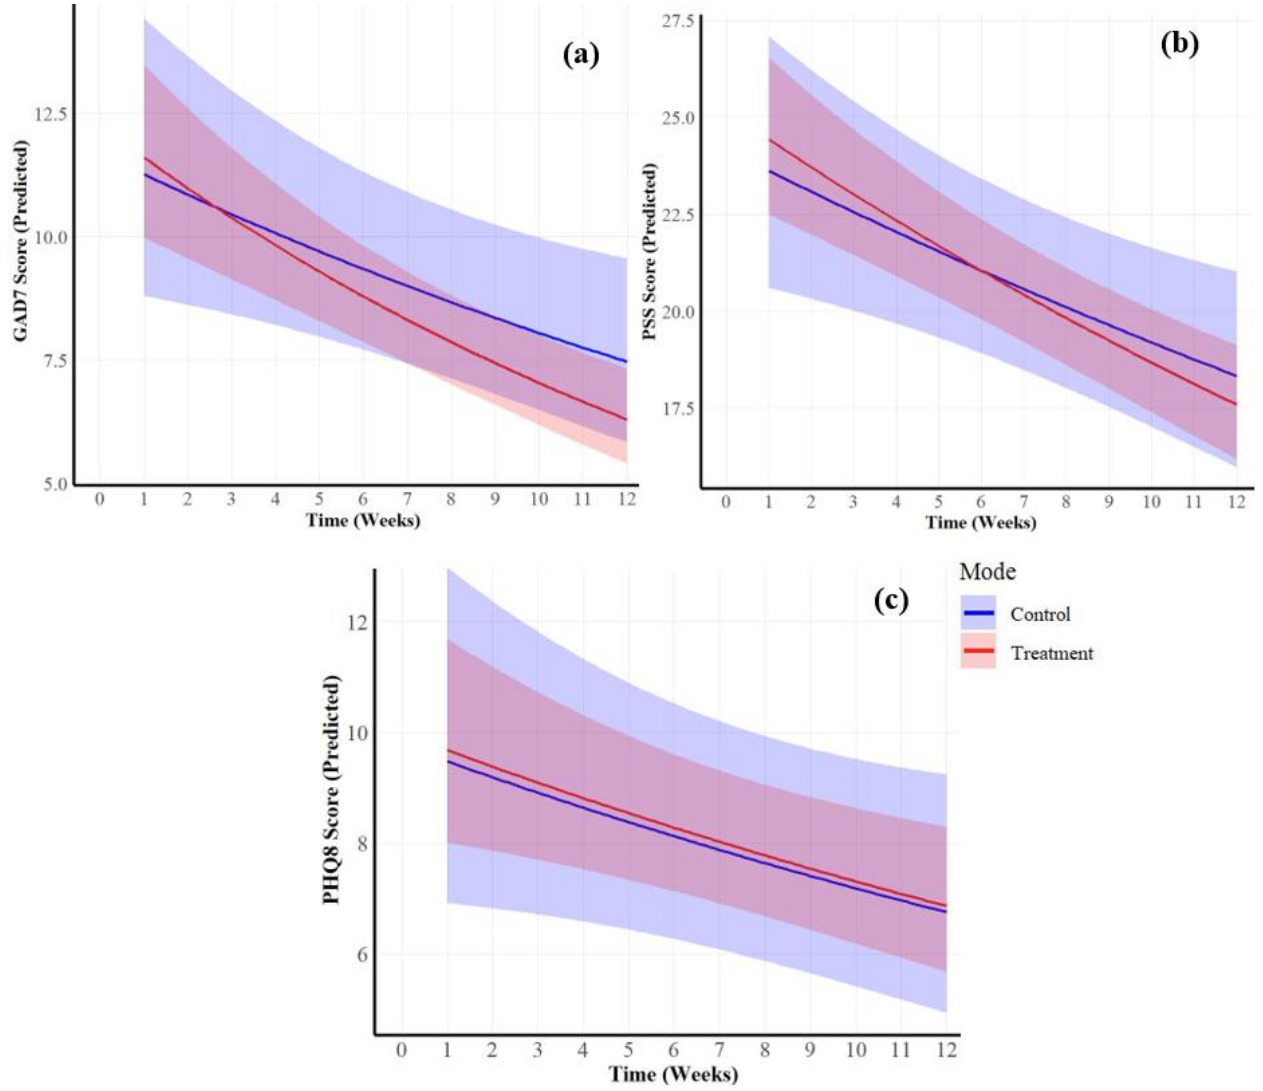 (a)
GAD7 Score (Predicted)
12.5
10.0
7.5
5.0
0 1 2 3 4 5 6 7 8 9 10 11 12
Time (Weeks)
(b)
PSS Score (Predicted)
27.5
25.0
22.5
20.0
17.5
0 1 2 3 4 5 6 7 8 9 10 11 12
Time (Weeks)
(c)
PHQ8 Score (Predicted)
12
10
8
6
0 1 2 3 4 5 6 7 8 9 10 11 12
Time (Weeks)
Mode
Control
Treatment